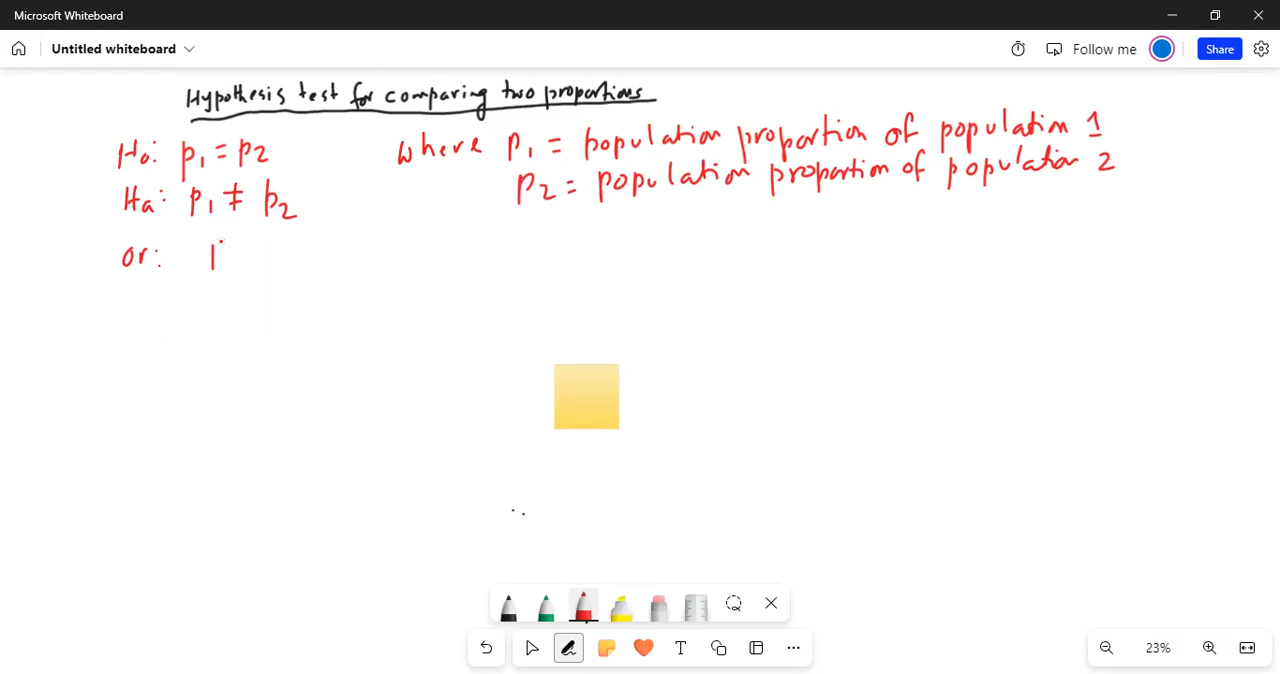 Microsoft Whiteboard
Untitled whiteboard
Follow me
Share
Hypothesis test for comparing two proportions
Ho: p1 = p2
where p1 = population proportion of population 1
p2 = population proportion of population 2
Ha: p1 ≠ p2
or:
23%